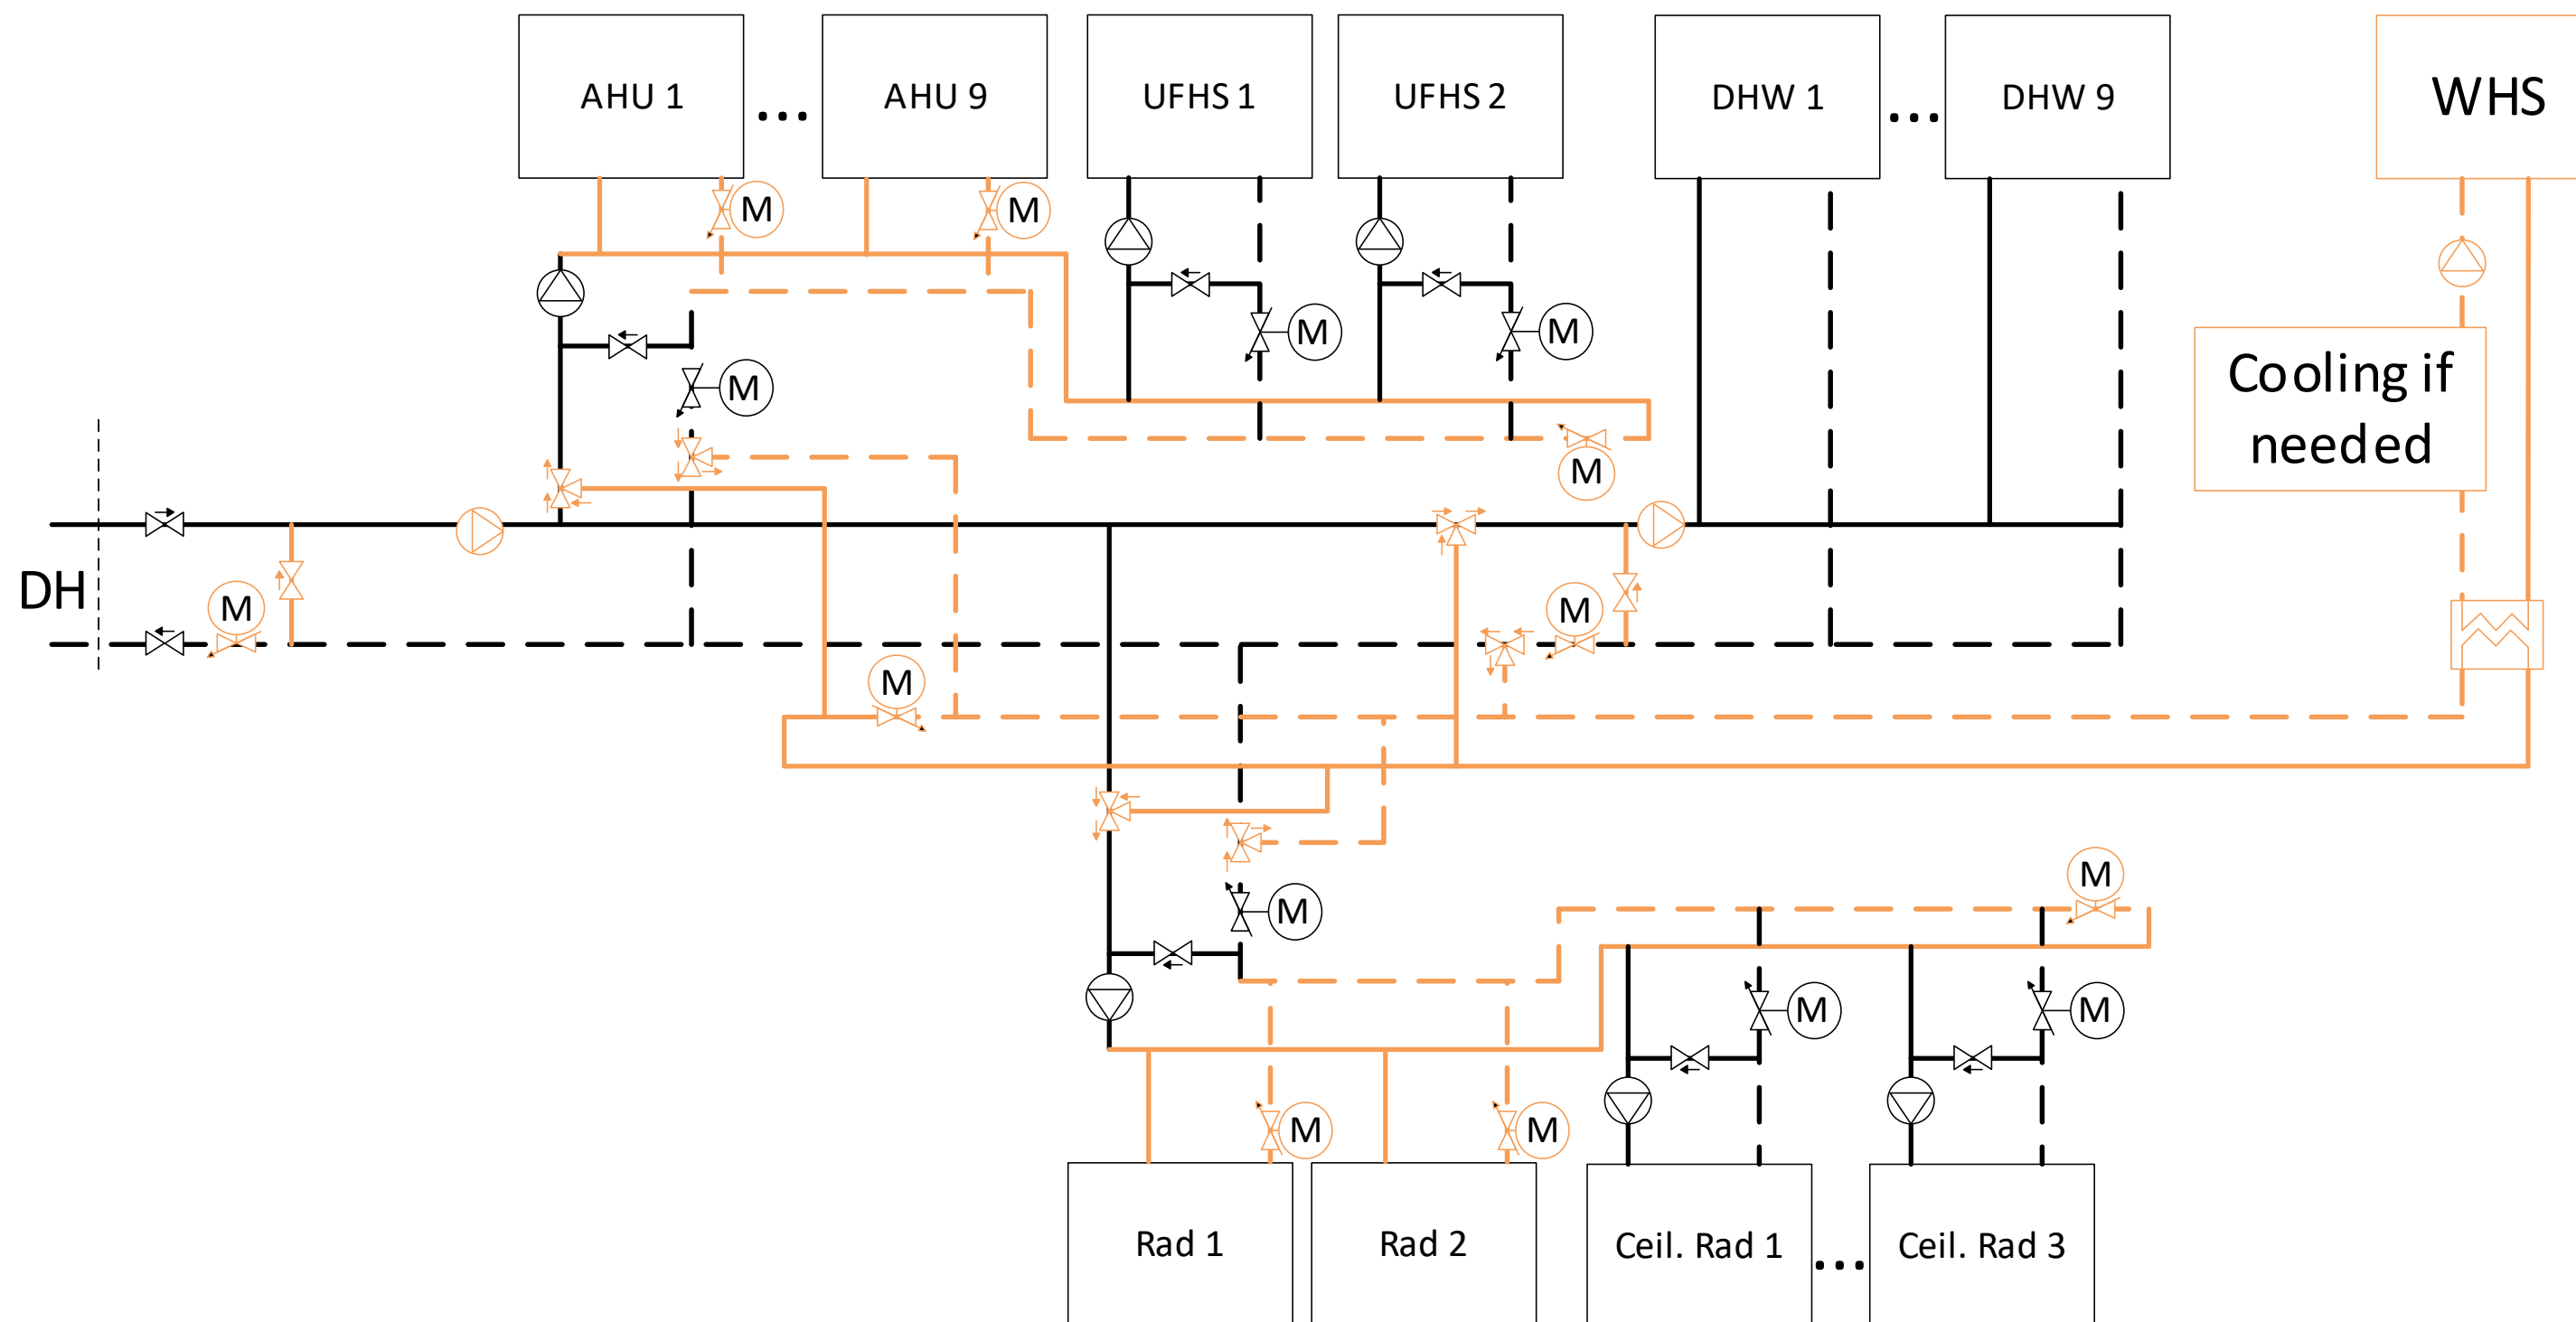 AHU 1
...
AHU 9
UFHS 1
UFHS 2
DHW 1
...
DHW 9
WHS
M
M
M
M
Cooling if
needed
M
M
DH
M
M
M
M
M
M
M
M
M
M
Rad 1
Rad 2
Ceil. Rad 1
...
Ceil. Rad 3